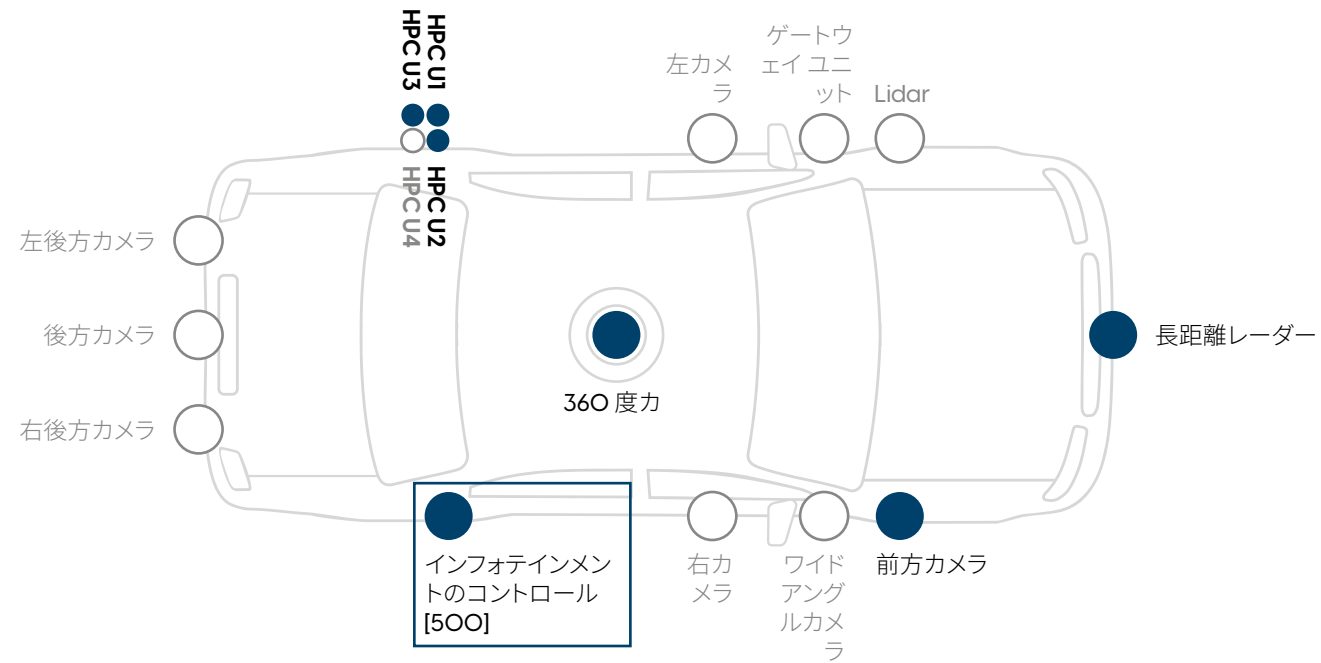 HPC U3
HPC U1
HPC U4
HPC U2
左カメ
ラ
ゲートウ
ェイ ユニ
ット
Lidar
左後方カメラ
後方カメラ
右後方カメラ
360 度カ
長距離レーダー
インフォテインメン
トのコントロール
[500]
右カ
メラ
ワイド
アング
ルカメ
ラ
前方カメラ